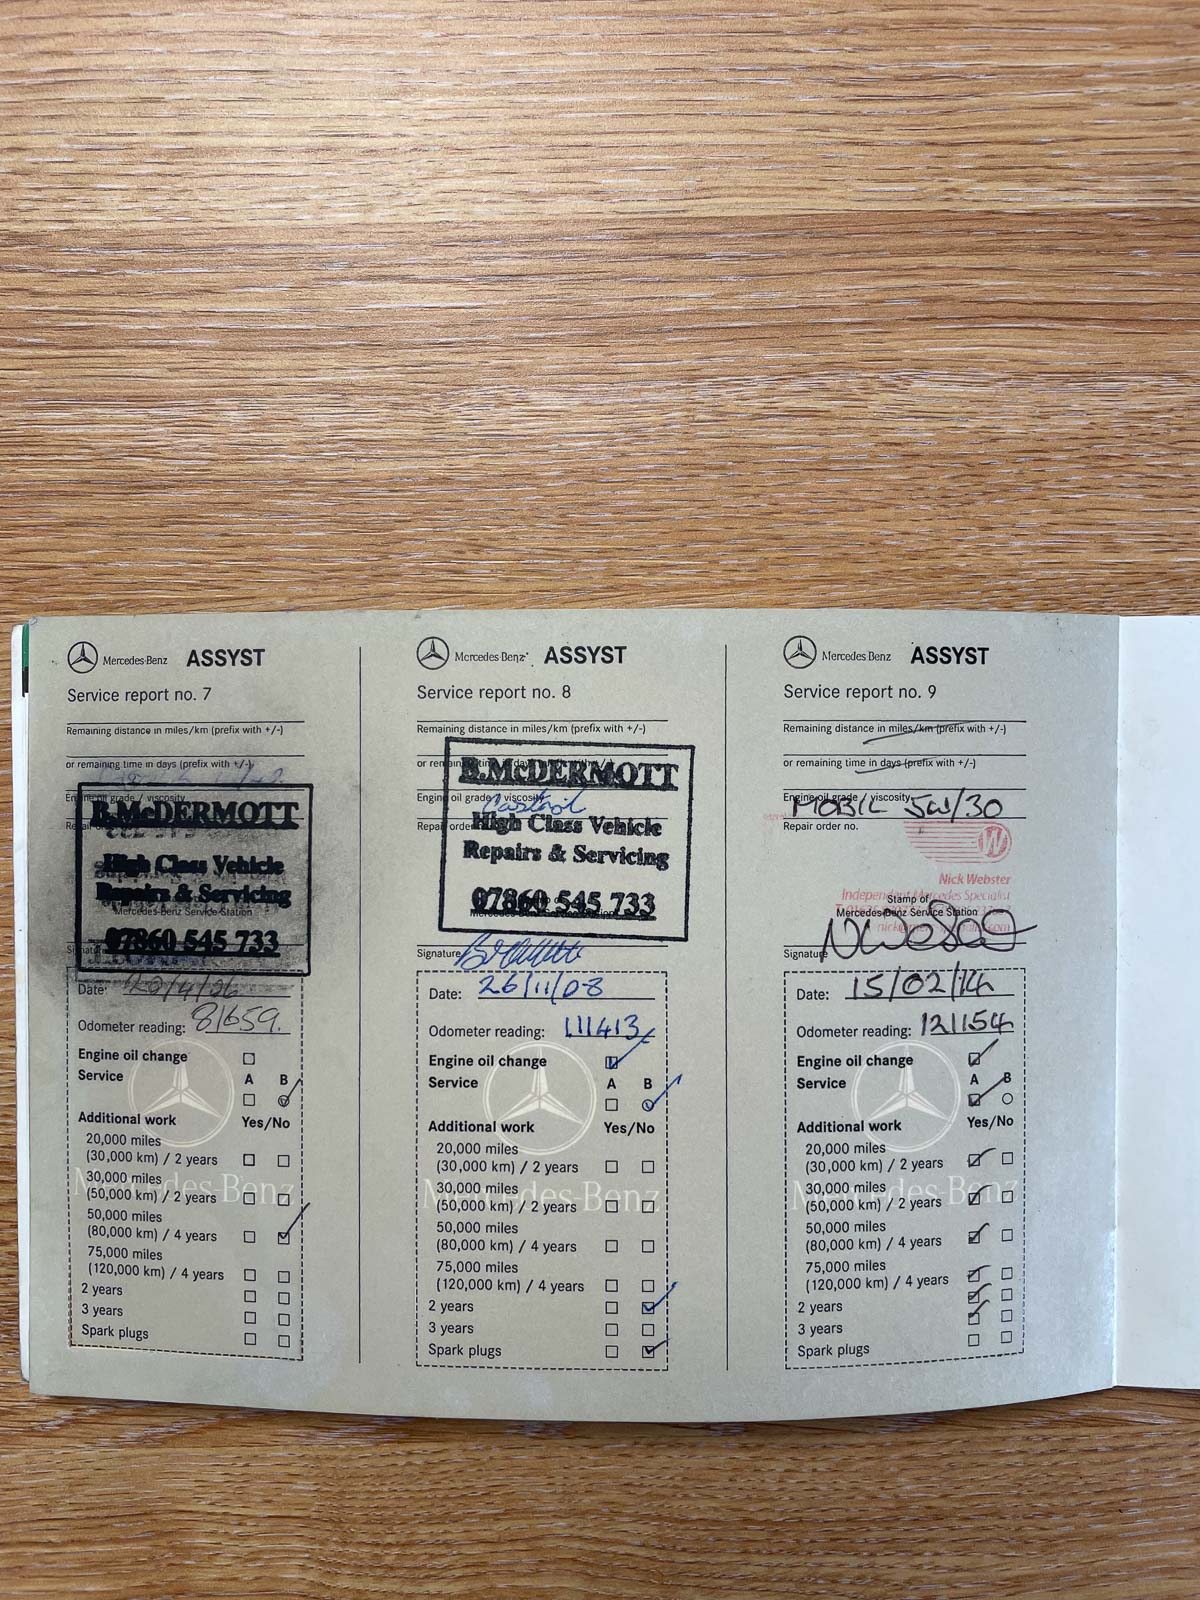 Mercedes-Benz ASSYST
Service report no. 7
Remaining distance in miles/km (prefix with +/-)
or remaining time in days (prefix with +/-)
Engine oil grade / viscosity
B.McDERMOTT
High Class Vehicle
Repairs & Servicing
Mercedes-Benz Service Station
07860 545 733
Date: 20/4/06
Odometer reading: 81659.
Engine oil change
Service A B
Additional work Yes/No
20,000 miles
(30,000 km) / 2 years
30,000 miles
(50,000 km) / 2 years
50,000 miles
(80,000 km) / 4 years
75,000 miles
(120,000 km) / 4 years
2 years
3 years
Spark plugs
Mercedes-Benz
Mercedes-Benz ASSYST
Service report no. 8
Remaining distance in miles/km (prefix with +/-)
B.McDERMOTT
Engine oil grade / viscosity
Castrol
High Class Vehicle
Repairs & Servicing
07860 545 733
Signature
Date: 26/11/08
Odometer reading: 111413
Engine oil change
Service A B
Additional work Yes/No
20,000 miles
(30,000 km) / 2 years
30,000 miles
(50,000 km) / 2 years
50,000 miles
(80,000 km) / 4 years
75,000 miles
(120,000 km) / 4 years
2 years
3 years
Spark plugs
Mercedes-Benz
Mercedes-Benz ASSYST
Service report no. 9
Remaining distance in miles/km (prefix with +/-)
or remaining time in days (prefix with +/-)
Engine oil grade / viscosity
MOBIL 5W/30
Repair order no.
W
Nick Webster
Independent Mercedes Specialist
Stamp of
Mercedes-Benz Service Station
Signature
Date: 15/02/14
Odometer reading: 121154
Engine oil change
Service A B
Additional work Yes/No
20,000 miles
(30,000 km) / 2 years
30,000 miles
(50,000 km) / 2 years
50,000 miles
(80,000 km) / 4 years
75,000 miles
(120,000 km) / 4 years
2 years
3 years
Spark plugs
Mercedes-Benz